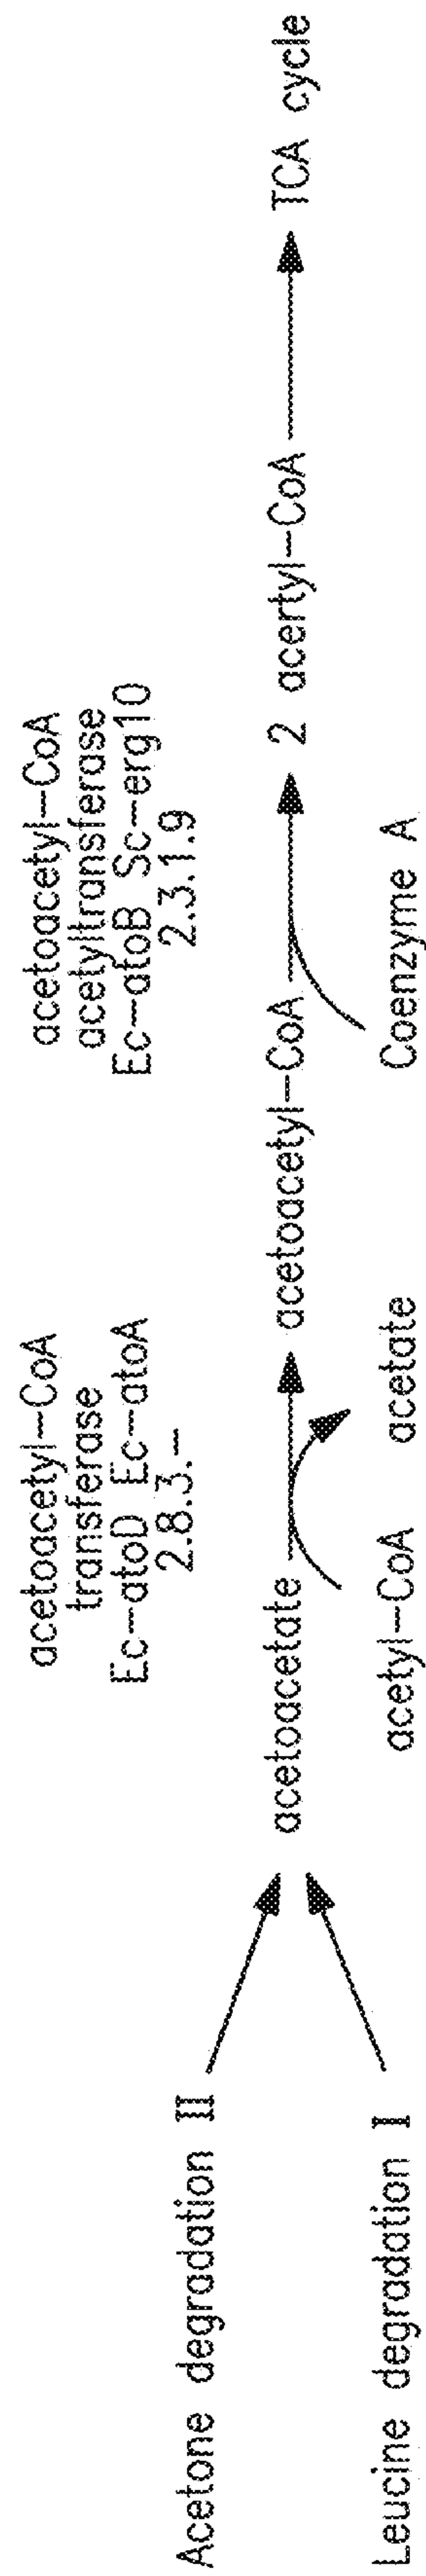 acetoacetyl-CoA
transferase
Ec-atoD Ec-atoA
2.8.3.-
acetoacetyl-CoA
acetyltransferase
Ec-atoB Sc-erg10
2.3.1.9
Acetone degradation II
Leucine degradation I
acetoacetate
acetoacetyl-CoA
2 acertyl-CoA
TCA cycle
acetyl-CoA
acetate
Coenzyme A